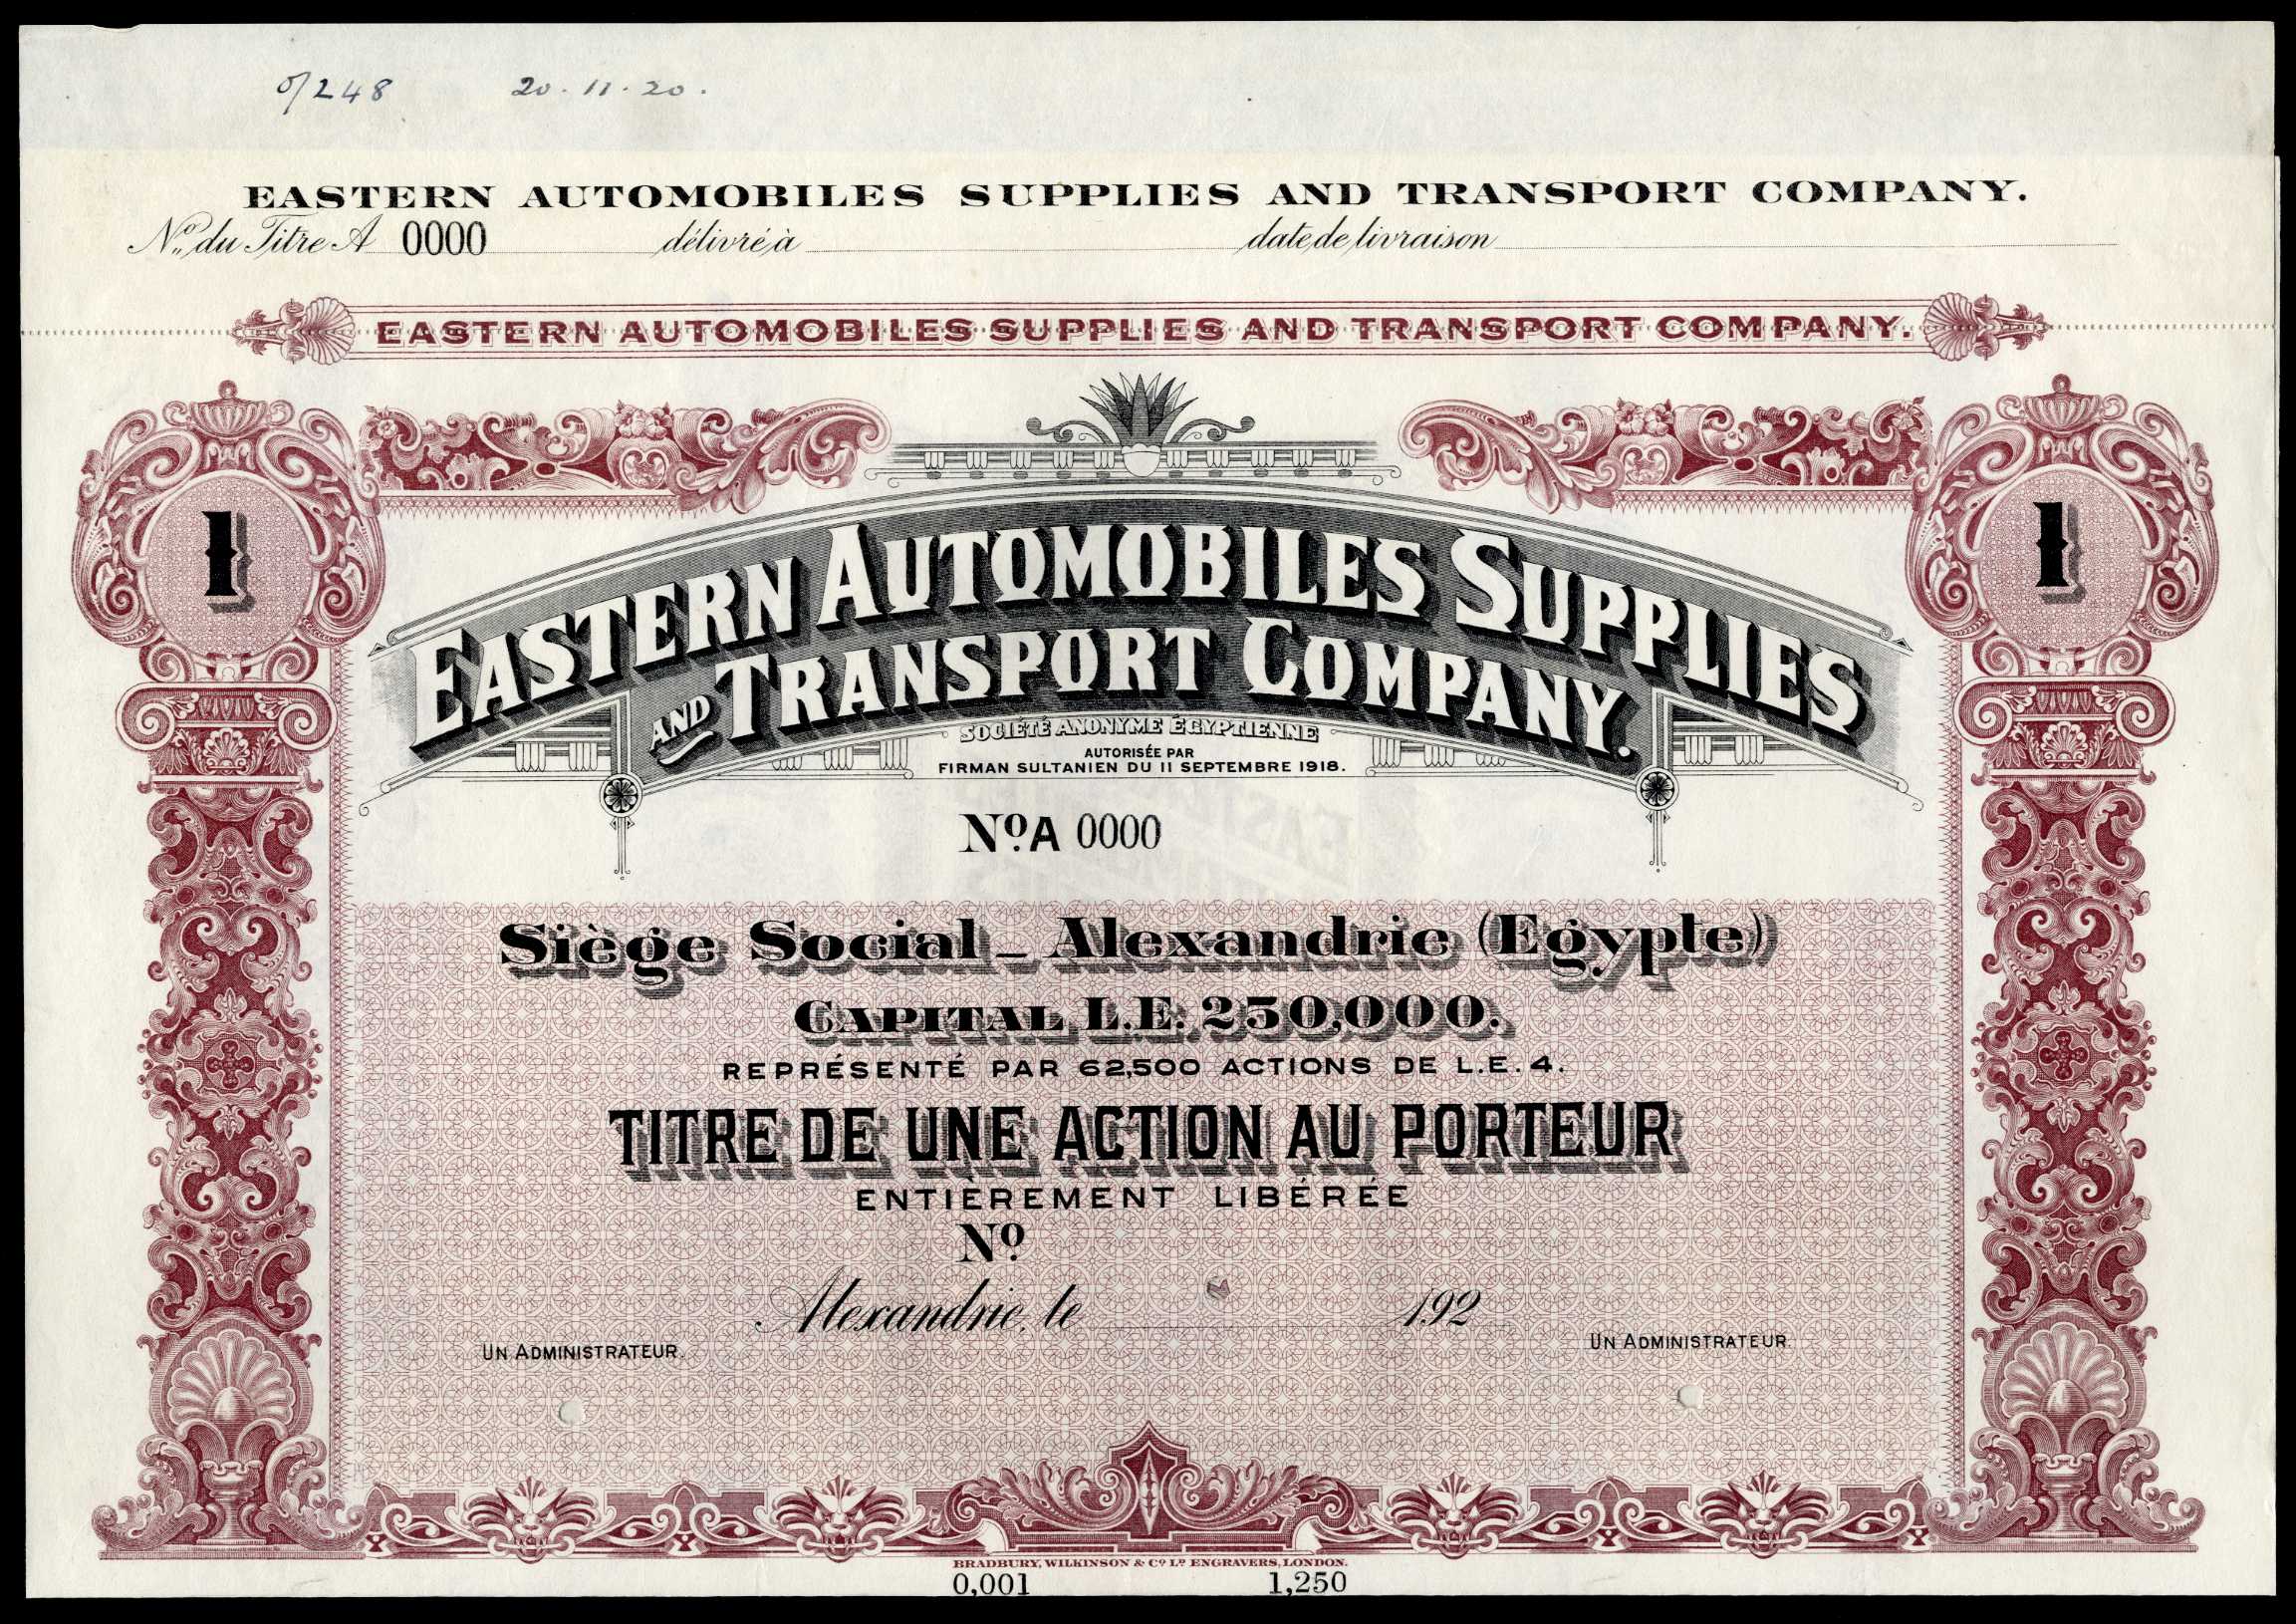 o/248 20.11.20.
EASTERN AUTOMOBILES SUPPLIES AND TRANSPORT COMPANY.
No. du Titre A 0000 délivré à date de livraison
EASTERN AUTOMOBILES SUPPLIES AND TRANSPORT COMPANY.
1 1
EASTERN AUTOMOBILES SUPPLIES
AND TRANSPORT COMPANY.
SOCIÉTÉ ANONYME ÉGYPTIENNE
AUTORISÉE PAR
FIRMAN SULTANIEN DU 11 SEPTEMBRE 1918.
No. A 0000
Siège Social – Alexandrie (Egypte)
CAPITAL L.E. 250,000.
REPRÉSENTÉ PAR 62,500 ACTIONS DE L.E. 4.
TITRE DE UNE ACTION AU PORTEUR
ENTIÈREMENT LIBÉRÉE
No.
Alexandrie, le 192
UN ADMINISTRATEUR. UN ADMINISTRATEUR.
BRADBURY, WILKINSON & Co. Ld. ENGRAVERS, LONDON.
0,001 1,250